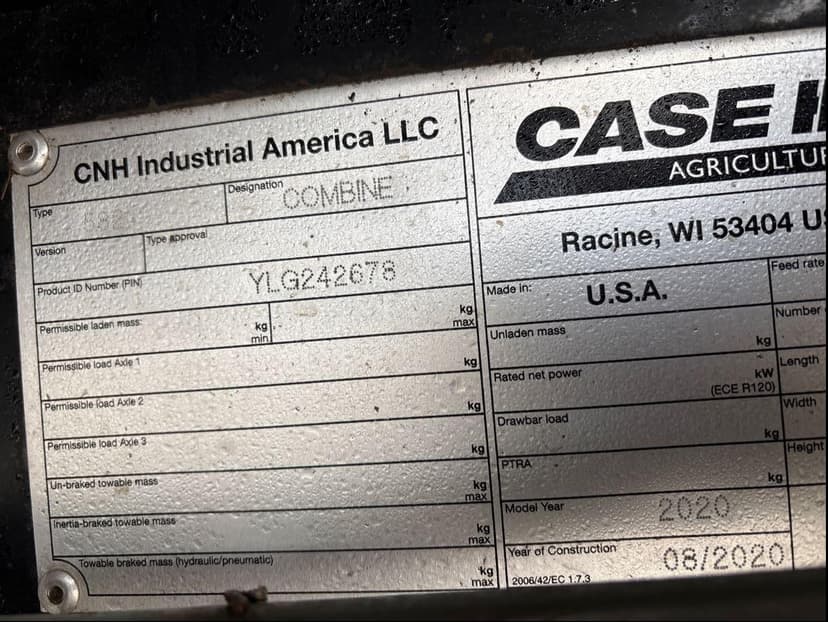 CNH Industrial America LLC
Type
Designation COMBINE
Version
Type approval
Product ID Number (PIN) YLG242678
Permissible laden mass: kg min kg max
Permissible load Axle 1 kg
Permissible load Axle 2 kg
Permissible load Axle 3 kg
Un-braked towable mass kg max
Inertia-braked towable mass kg max
Towable braked mass (hydraulic/pneumatic) kg max
CASE
AGRICULTUR
Racine, WI 53404 U
Made in: U.S.A.
Feed rate
Unladen mass kg
Number
Rated net power kW (ECE R120)
Length
Drawbar load kg
Width
PTRA kg
Height
Model Year 2020
Year of Construction 08/2020
2006/42/EC 1.7.3